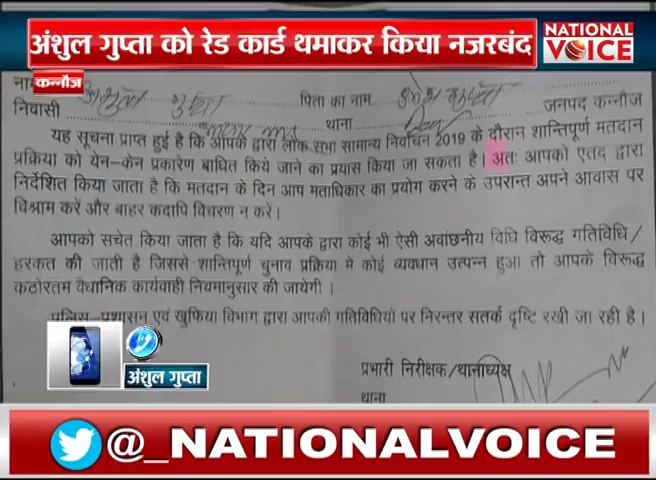 अंशुल गुप्ता को रेड कार्ड थमाकर किया नजरबंद
NATIONAL
VOICE
कन्नौज
नाम अंशुल गुप्ता पिता का नाम
निवासी थाना जनपद कन्नौज
यह सूचना प्राप्त हुई है कि आपके द्वारा लोक सभा सामान्य निर्वाचन 2019 के दौरान शान्तिपूर्ण मतदान
प्रक्रिया को येन-केन प्रकारेण बाधित किये जाने का प्रयास किया जा सकता है। अतः आपको एतद द्वारा
निर्देशित किया जाता है कि मतदान के दिन आप मताधिकार का प्रयोग करने के उपरान्त अपने आवास पर
विश्राम करें और बाहर कदापि विचरण न करें।
आपको सचेत किया जाता है कि यदि आपके द्वारा कोई भी ऐसी अवांछनीय विधि विरूद्ध गतिविधि/
हरकत की जाती है जिससे शान्तिपूर्ण चुनाव प्रक्रिया मे कोई व्यवधान उत्पन्न हुआ तो आपके विरूद्ध
कठोरतम वैधानिक कार्यवाही नियमानुसार की जायेगी।
पुलिस-प्रशासन एवं खुफिया विभाग द्वारा आपकी गतिविधियों पर निरन्तर सतर्क दृष्टि रखी जा रही है।
प्रभारी निरीक्षक/थानाध्यक्ष
थाना
अंशुल गुप्ता
@_NATIONALVOICE